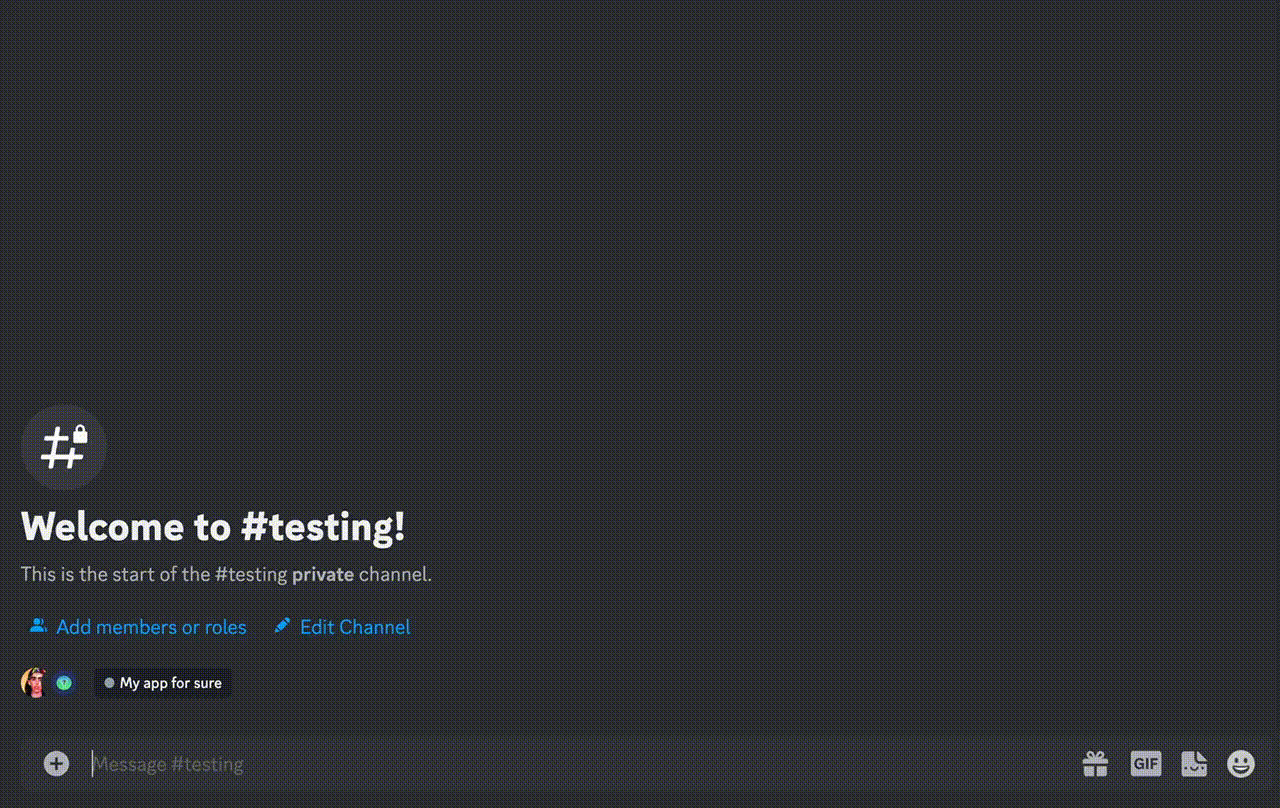 Welcome to #testing!
This is the start of the #testing private channel.
Add members or roles Edit Channel
My app for sure
Message #testing GIF